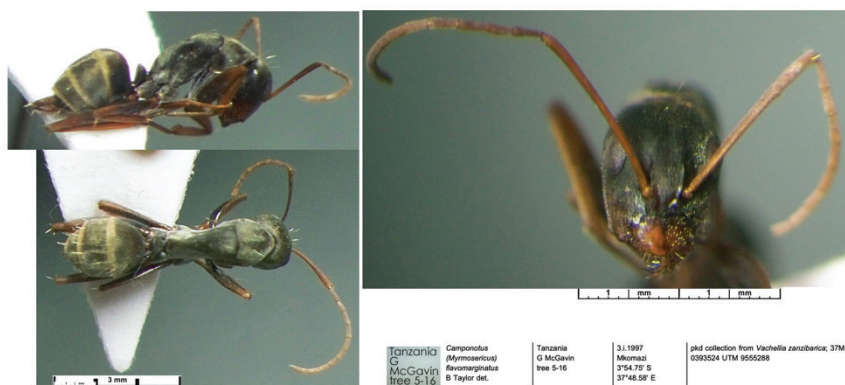 1 mm 1
3 mm
Tanzania
G
McGavin
tree 5-16
Camponotus
(Myrmosericus)
flavomarginatus
B Taylor det.
Tanzania
G McGavin
tree 5-16
3.i.1997
Mkomazi
3°54.75' S
37°48.58' E
pkd collection from Vachellia zanzibarica; 37M
0393524 UTM 9555288